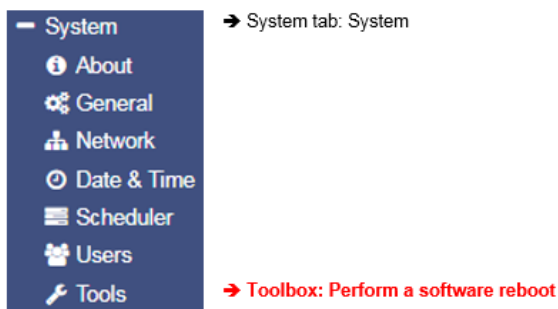 System ➔ System tab: System
About
General
Network
Date & Time
Scheduler
Users
Tools ➔ Toolbox: Perform a software reboot